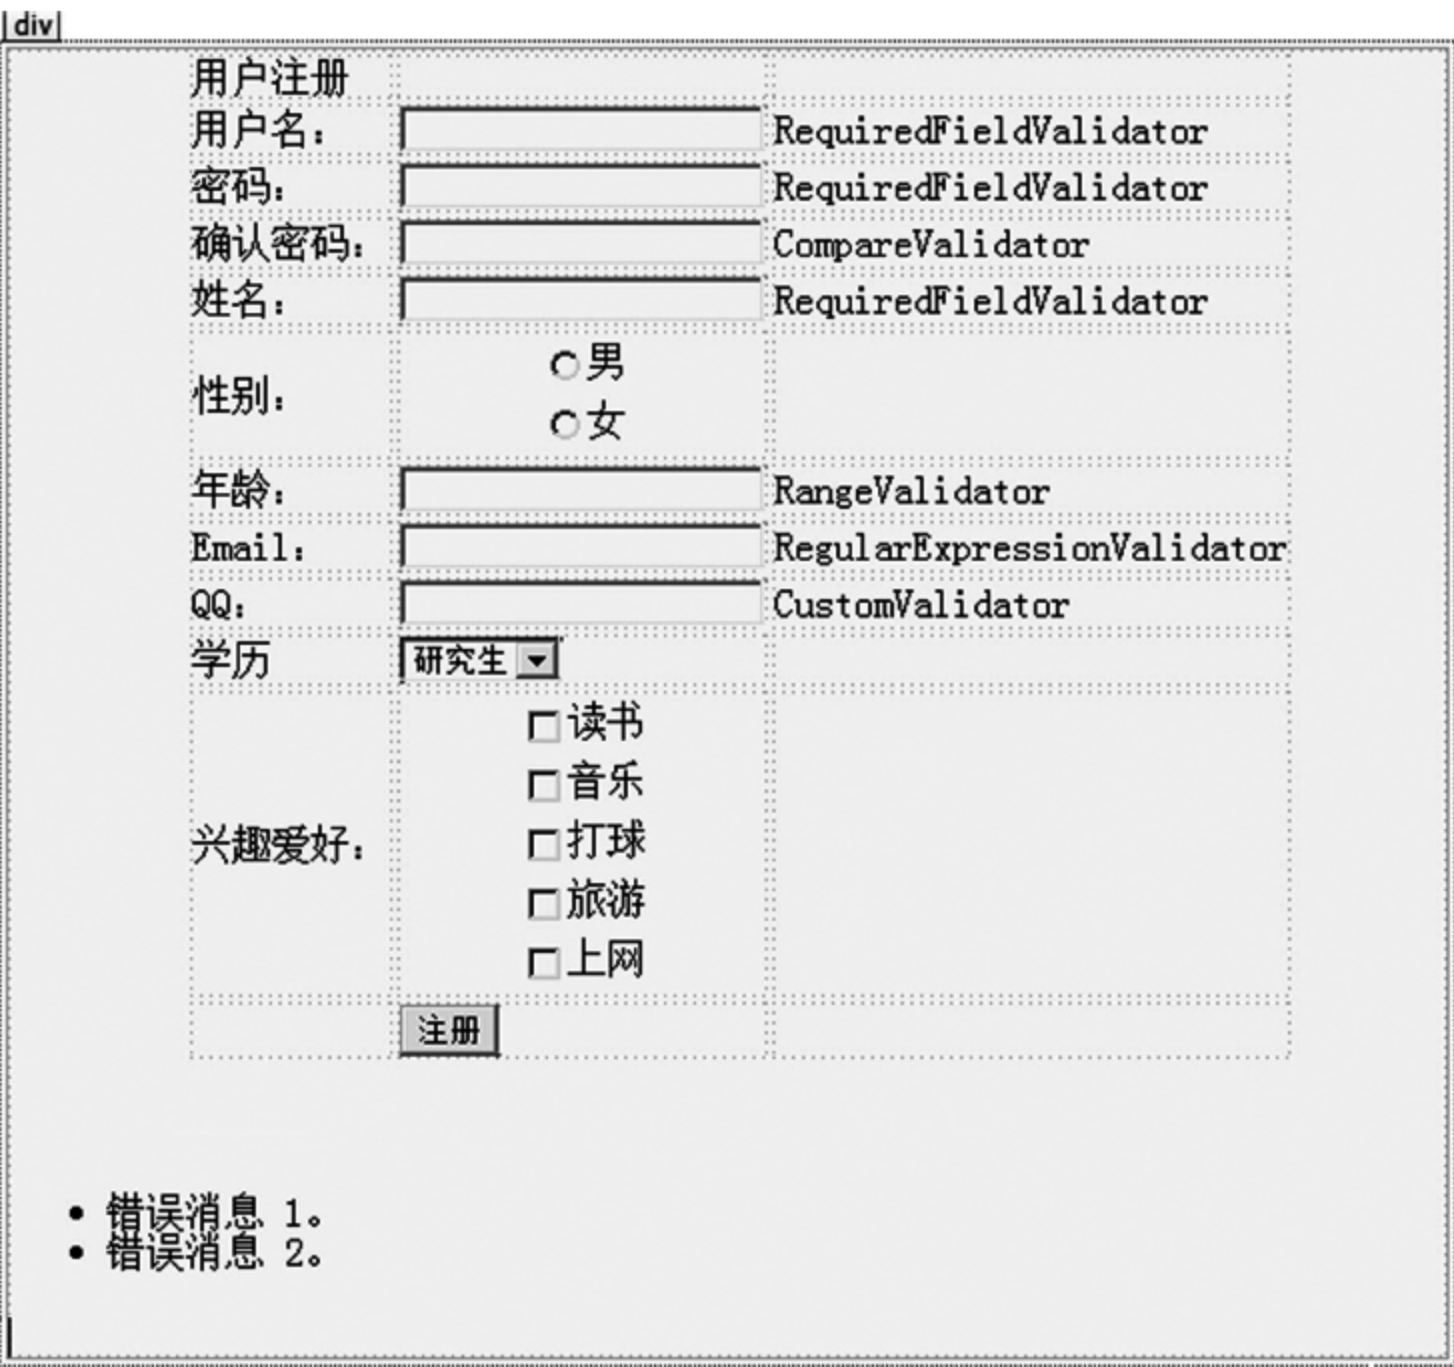 div
用户注册
用户名： RequiredFieldValidator
密码： RequiredFieldValidator
确认密码： CompareValidator
姓名： RequiredFieldValidator
男
性别：
女
年龄： RangeValidator
Email： RegularExpressionValidator
QQ： CustomValidator
学历 研究生
读书
音乐
兴趣爱好： 打球
旅游
上网
注册
• 错误消息 1。
• 错误消息 2。